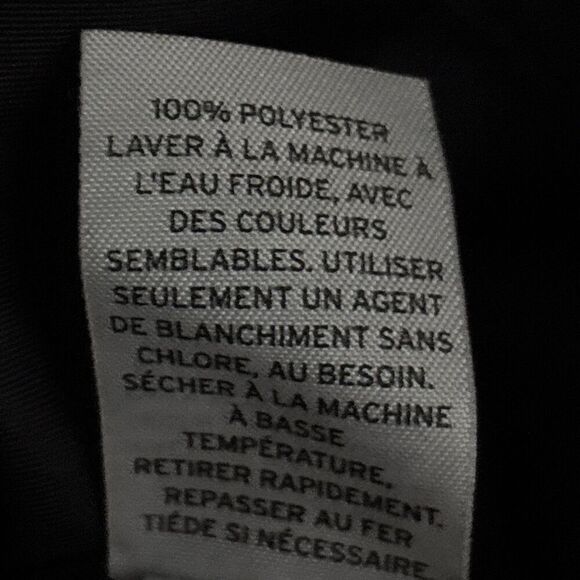 100% POLYESTER
LAVER À LA MACHINE À
L'EAU FROIDE, AVEC
DES COULEURS
SEMBLABLES. UTILISER
SEULEMENT UN AGENT
DE BLANCHIMENT SANS
CHLORE, AU BESOIN.
SÉCHER À LA MACHINE
À BASSE
TEMPÉRATURE,
RETIRER RAPIDEMENT.
REPASSER AU FER
TIÉDE SI NÉCESSAIRE